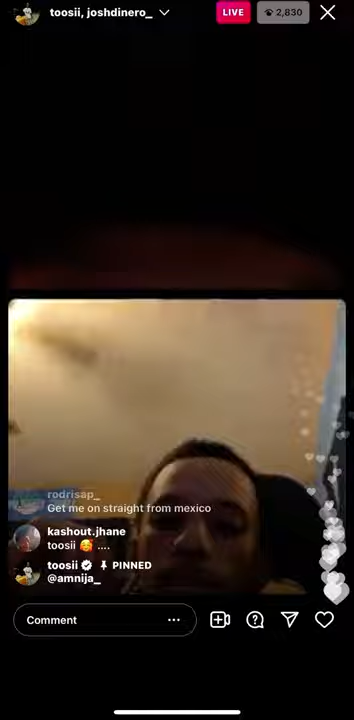 toosii, joshdinero_
LIVE
2,830
rodrisap_
Get me on straight from mexico
kashout.jhane
toosii 🥰 ....
toosii PINNED
@amnija_
Comment